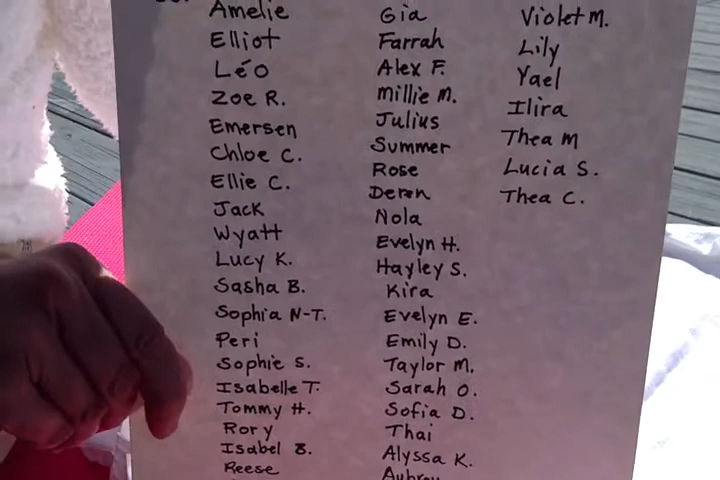 Amelie
Elliot
Léo
Zoe R.
Emersen
Chloe C.
Ellie C.
Jack
Wyatt
Lucy K.
Sasha B.
Sophia N-T.
Peri
Sophie S.
Isabelle T.
Tommy H.
Rory
Isabel B.
Reese
Gia
Farrah
Alex F.
Millie M.
Julius
Summer
Rose
Deren
Nola
Evelyn H.
Hayley S.
Kira
Evelyn E.
Emily D.
Taylor M.
Sarah O.
Sofia D.
Thai
Alyssa K.
Aubrey
Violet M.
Lily
Yael
Ilira
Thea M
Lucia S.
Thea C.